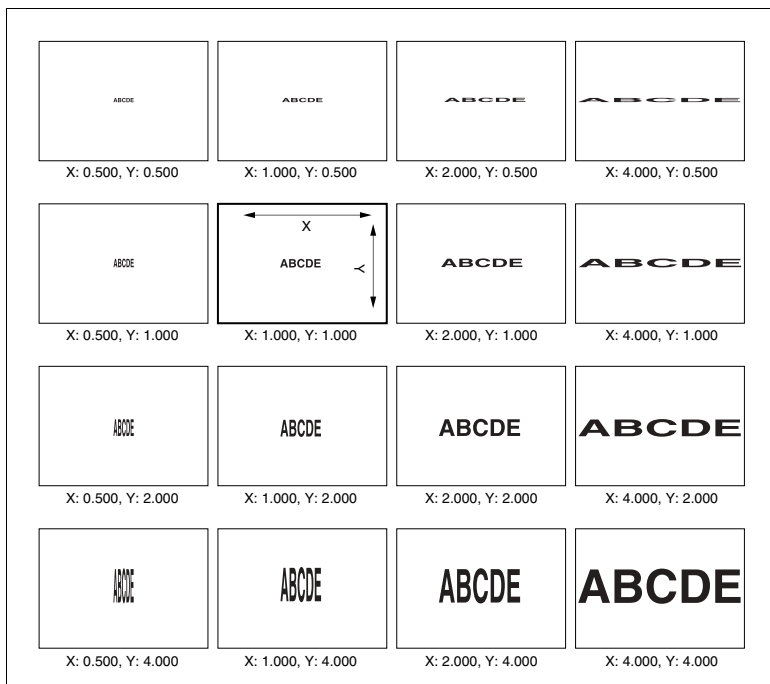 ABCDE ABCDE ABCDE ABCDE
X: 0.500, Y: 0.500 X: 1.000, Y: 0.500 X: 2.000, Y: 0.500 X: 4.000, Y: 0.500
X
Y
ABCDE ABCDE ABCDE ABCDE
X: 0.500, Y: 1.000 X: 1.000, Y: 1.000 X: 2.000, Y: 1.000 X: 4.000, Y: 1.000
ABCDE ABCDE ABCDE ABCDE
X: 0.500, Y: 2.000 X: 1.000, Y: 2.000 X: 2.000, Y: 2.000 X: 4.000, Y: 2.000
ABCDE ABCDE ABCDE ABCDE
X: 0.500, Y: 4.000 X: 1.000, Y: 4.000 X: 2.000, Y: 4.000 X: 4.000, Y: 4.000